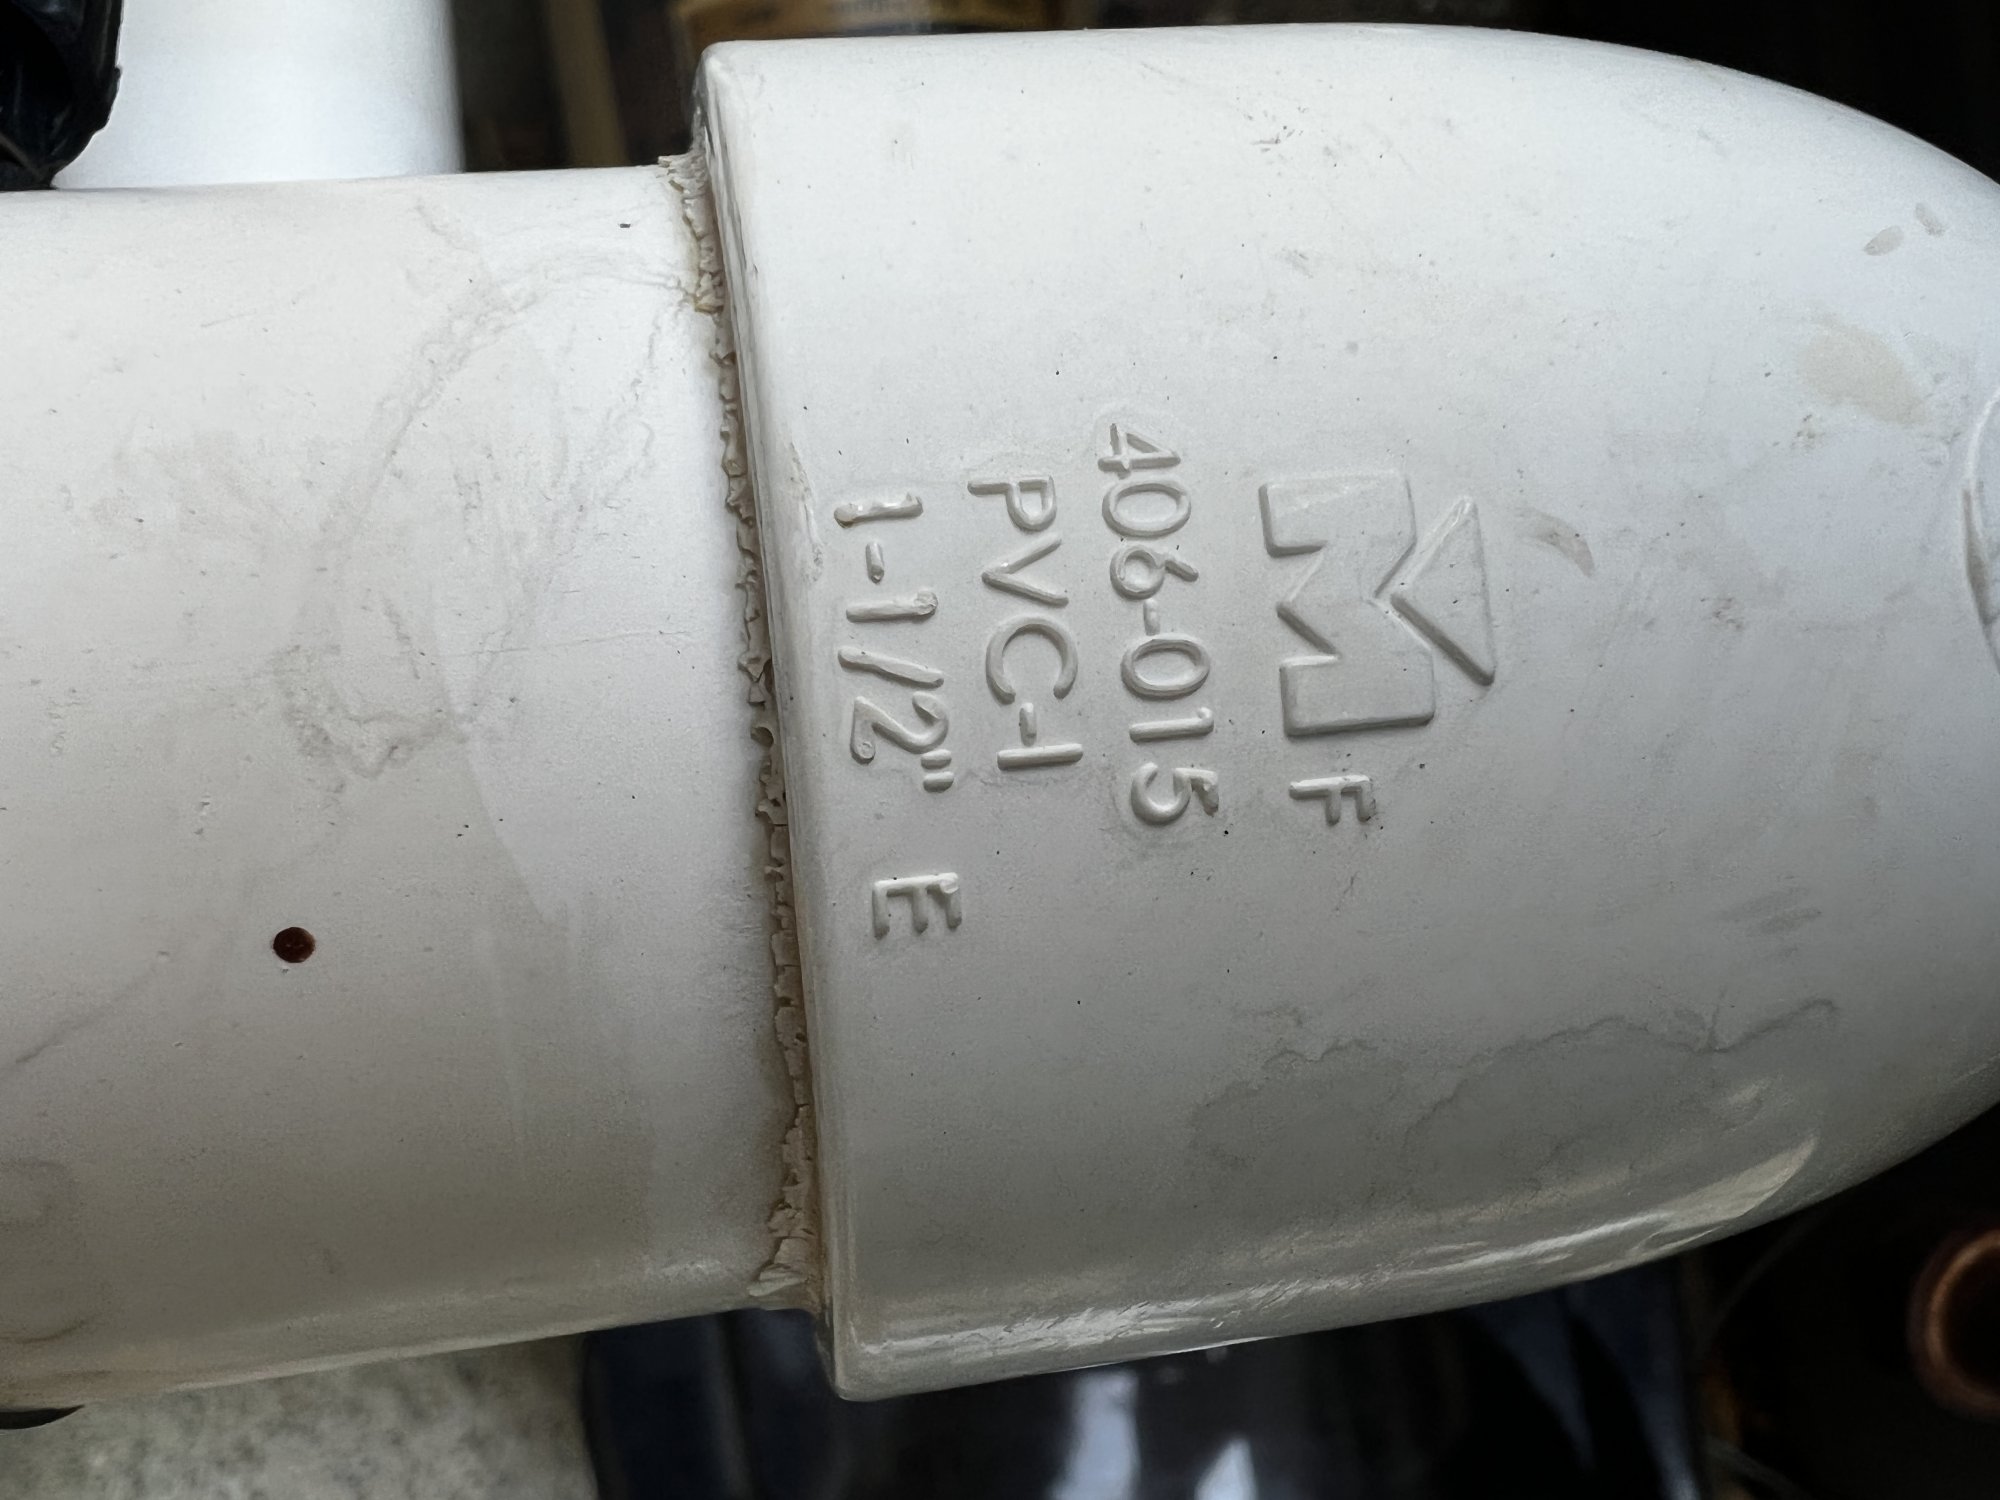 F
406-015
PVC-I
1-1/2" E